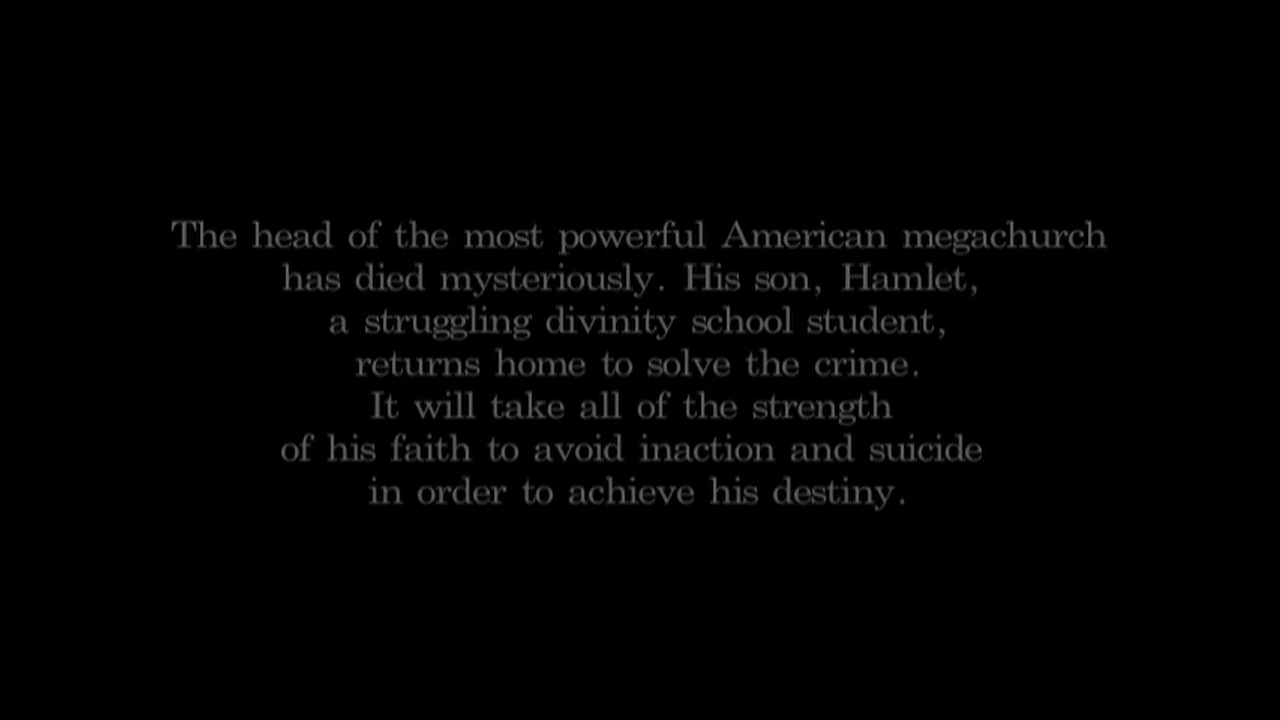 The head of the most powerful American megachurch
has died mysteriously. His son, Hamlet,
a struggling divinity school student,
returns home to solve the crime.
It will take all of the strength
of his faith to avoid inaction and suicide
in order to achieve his destiny.